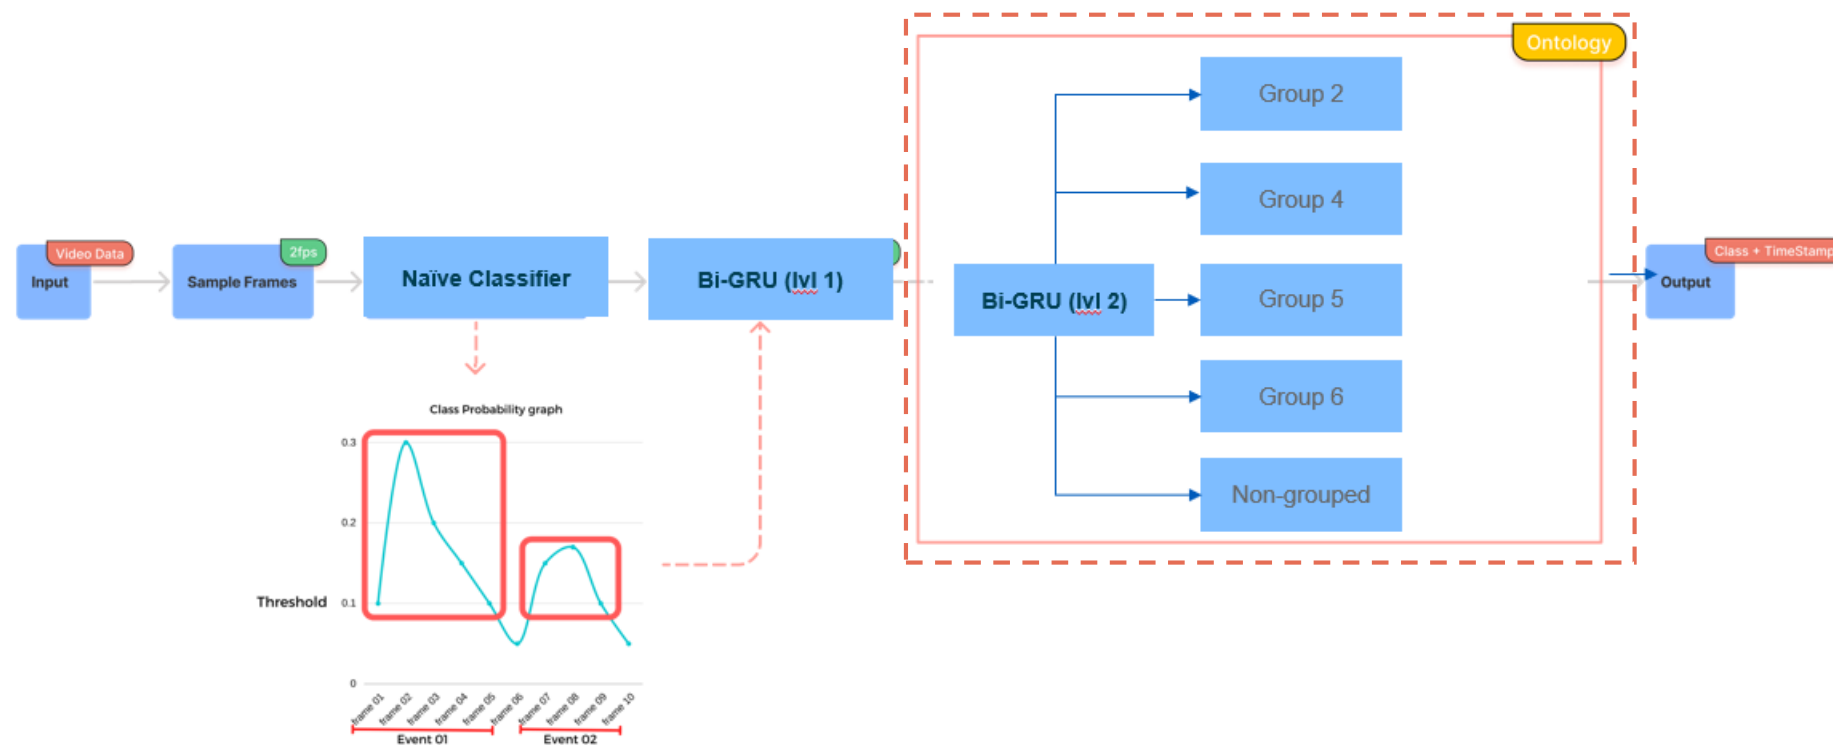 Ontology
Group 2
Group 4
Video Data
2fps
Class + TimeStamp
Input
Sample Frames
Naïve Classifier
Bi-GRU (lvl 1)
Bi-GRU (lvl 2)
Group 5
Output
Group 6
Non-grouped
Class Probability graph
0.3
0.2
Threshold
0.1
0
frame 01
frame 02
frame 03
frame 04
frame 05
frame 06
frame 07
frame 08
frame 09
frame 10
Event 01
Event 02